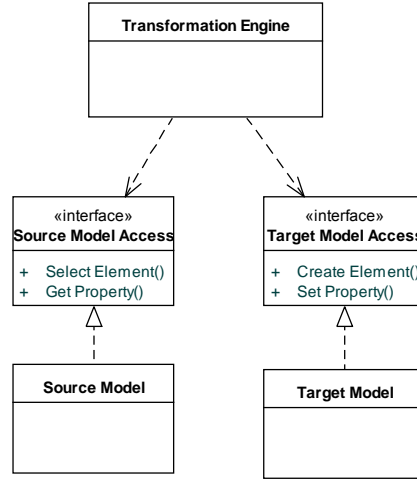 Transformation Engine
«interface»
Source Model Access
+ Select Element()
+ Get Property()
«interface»
Target Model Access
+ Create Element()
+ Set Property()
Source Model
Target Model